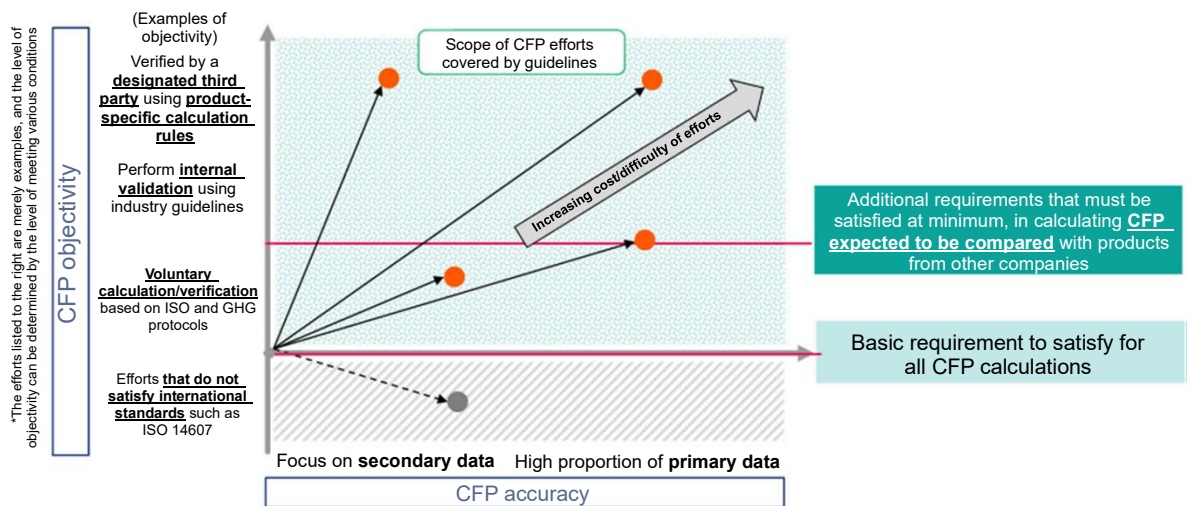 *The efforts listed to the right are merely examples, and the level of
objectivity can be determined by the level of meeting various conditions
CFP objectivity
(Examples of
objectivity)
Verified by a
designated third
party using product-
specific calculation
rules
Perform internal
validation using
industry guidelines
Voluntary
calculation/verification
based on ISO and GHG
protocols
Efforts that do not
satisfy international
standards such as
ISO 14607
Scope of CFP efforts
covered by guidelines
Increasing cost/difficulty of efforts
Additional requirements that must be
satisfied at minimum, in calculating CFP
expected to be compared with products
from other companies
Basic requirement to satisfy for
all CFP calculations
Focus on secondary data
High proportion of primary data
CFP accuracy